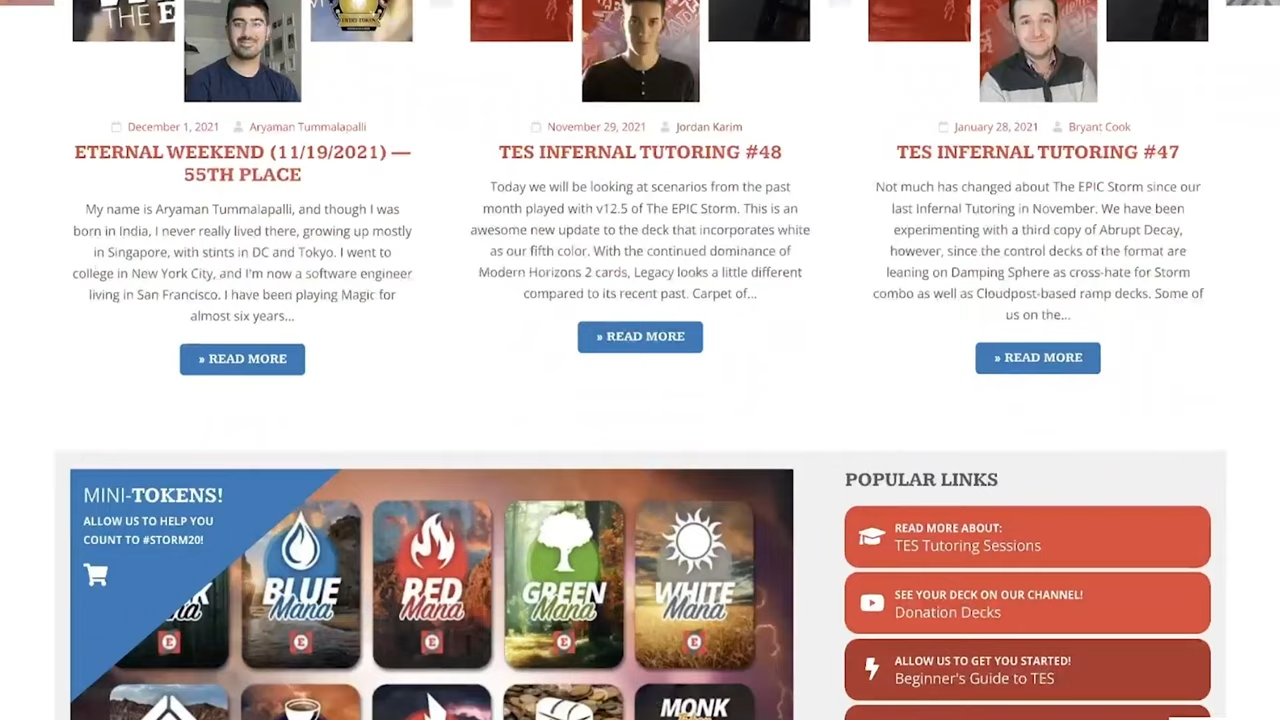 THE E
December 1, 2021 Aryaman Tummalapalli
ETERNAL WEEKEND (11/19/2021) —
55TH PLACE
My name is Aryaman Tummalapalli, and though I was
born in India, I never really lived there, growing up mostly
in Singapore, with stints in DC and Tokyo. I went to
college in New York City, and I'm now a software engineer
living in San Francisco. I have been playing Magic for
almost six years...
» READ MORE
November 29, 2021 Jordan Karim
TES INFERNAL TUTORING #48
Today we will be looking at scenarios from the past
month played with v12.5 of The EPIC Storm. This is an
awesome new update to the deck that incorporates white
as our fifth color. With the continued dominance of
Modern Horizons 2 cards, Legacy looks a little different
compared to its recent past. Carpet of...
» READ MORE
January 28, 2021 Bryant Cook
TES INFERNAL TUTORING #47
Not much has changed about The EPIC Storm since our
last Infernal Tutoring in November. We have been
experimenting with a third copy of Abrupt Decay,
however, since the control decks of the format are
leaning on Damping Sphere as cross-hate for Storm
combo as well as Cloudpost-based ramp decks. Some of
us on the...
» READ MORE
MINI-TOKENS!
ALLOW US TO HELP YOU
COUNT TO #STORM20!
BLUE
Mana
RED
Mana
GREEN
Mana
WHITE
Mana
MONK
POPULAR LINKS
READ MORE ABOUT:
TES Tutoring Sessions
SEE YOUR DECK ON OUR CHANNEL!
Donation Decks
ALLOW US TO GET YOU STARTED!
Beginner's Guide to TES